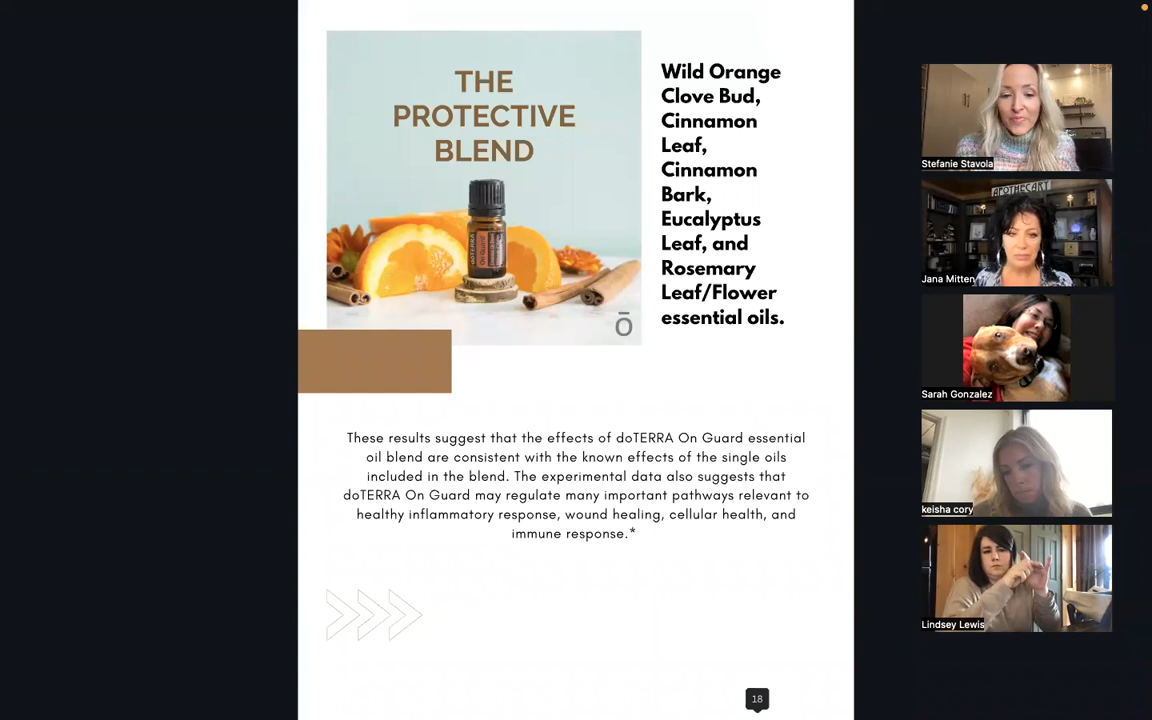 THE
PROTECTIVE
BLEND
doTERRA
On Guard
ō
Wild Orange
Clove Bud,
Cinnamon
Leaf,
Cinnamon
Bark,
Eucalyptus
Leaf, and
Rosemary
Leaf/Flower
essential oils.
These results suggest that the effects of doTERRA On Guard essential
oil blend are consistent with the known effects of the single oils
included in the blend. The experimental data also suggests that
doTERRA On Guard may regulate many important pathways relevant to
healthy inflammatory response, wound healing, cellular health, and
immune response.*
18
Stefanie Stavola
APOTHECARY
Jana Mitten
Sarah Gonzalez
keisha cory
Lindsey Lewis